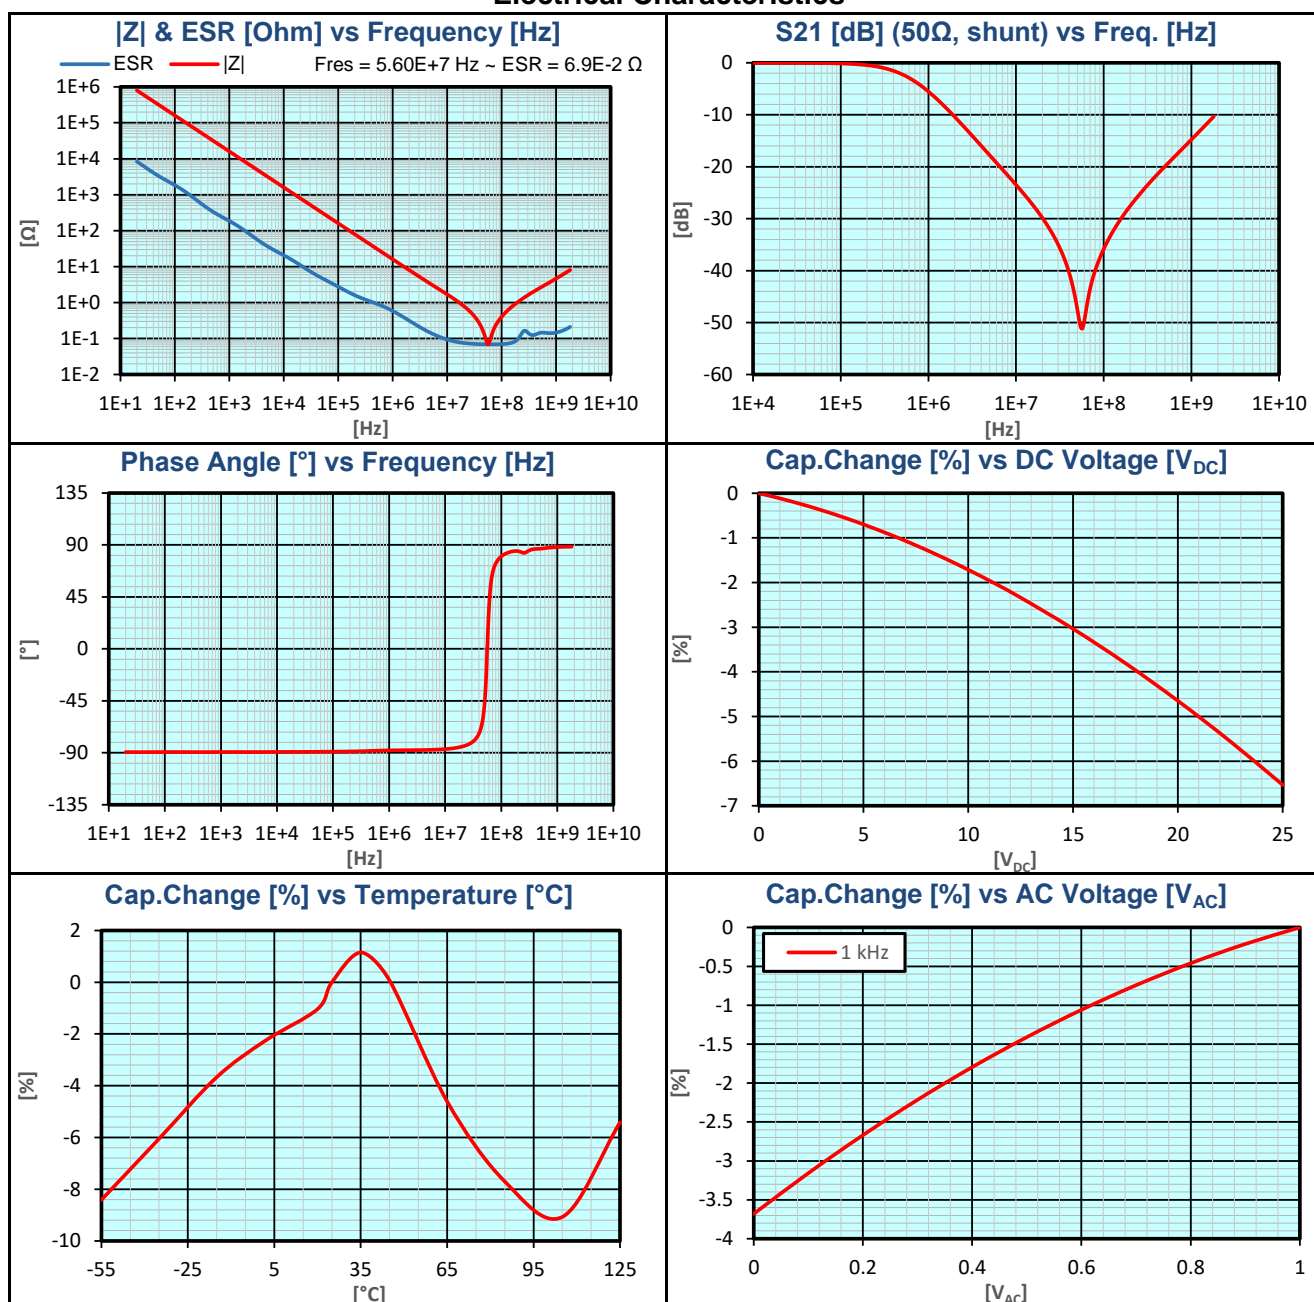 Electrical Characteristics
|Z| & ESR [Ohm] vs Frequency [Hz]
ESR |Z| Fres = 5.60E+7 Hz ~ ESR = 6.9E-2 Ω
1E+6
1E+5
1E+4
1E+3
1E+2
1E+1
1E+0
1E-1
1E-2
[Ω]
1E+1 1E+2 1E+3 1E+4 1E+5 1E+6 1E+7 1E+8 1E+9 1E+10
[Hz]
S21 [dB] (50Ω, shunt) vs Freq. [Hz]
0
-10
-20
-30
-40
-50
-60
[dB]
1E+4 1E+5 1E+6 1E+7 1E+8 1E+9 1E+10
[Hz]
Phase Angle [°] vs Frequency [Hz]
135
90
45
0
-45
-90
-135
[°]
1E+1 1E+2 1E+3 1E+4 1E+5 1E+6 1E+7 1E+8 1E+9 1E+10
[Hz]
Cap.Change [%] vs DC Voltage [VDC]
0
-1
-2
-3
-4
-5
-6
-7
[%]
0 5 10 15 20 25
[VDC]
Cap.Change [%] vs Temperature [°C]
2
0
-2
-4
-6
-8
-10
[%]
-55 -25 5 35 65 95 125
[°C]
Cap.Change [%] vs AC Voltage [VAC]
1 kHz
0
-0.5
-1
-1.5
-2
-2.5
-3
-3.5
-4
[%]
0 0.2 0.4 0.6 0.8 1
[VAC]